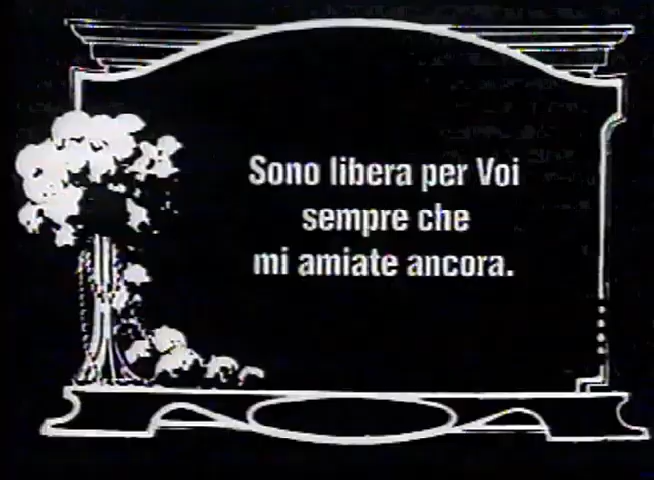 Sono libera per Voi
sempre che
mi amiate ancora.